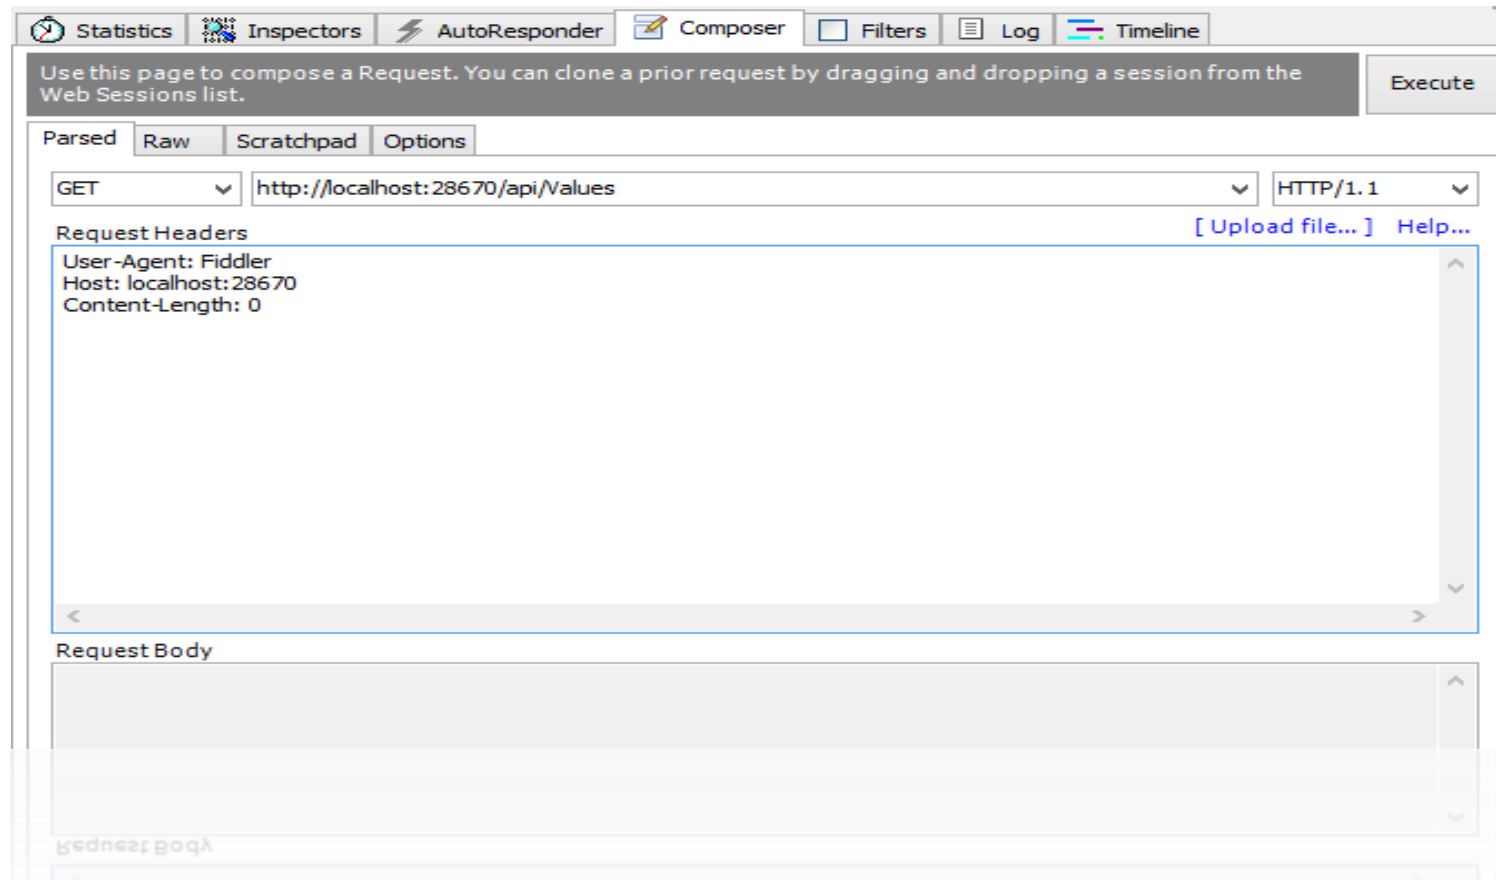 Statistics Inspectors AutoResponder Composer Filters Log Timeline
Use this page to compose a Request. You can clone a prior request by dragging and dropping a session from the
Web Sessions list.
Execute
Parsed Raw Scratchpad Options
GET http://localhost:28670/api/Values HTTP/1.1
Request Headers [ Upload file... ] Help...
User-Agent: Fiddler
Host: localhost:28670
Content-Length: 0
Request Body
Request Body